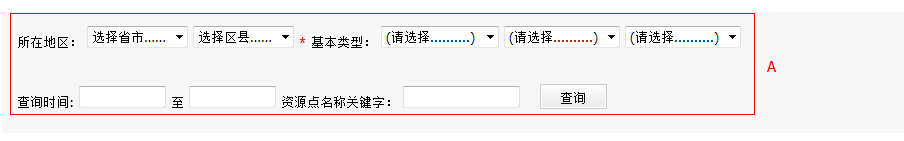 所在地区: 选择省市...... 选择区县...... * 基本类型: (请选择..........) (请选择..........) (请选择..........)
A
查询时间: 至 资源点名称关键字: 查询